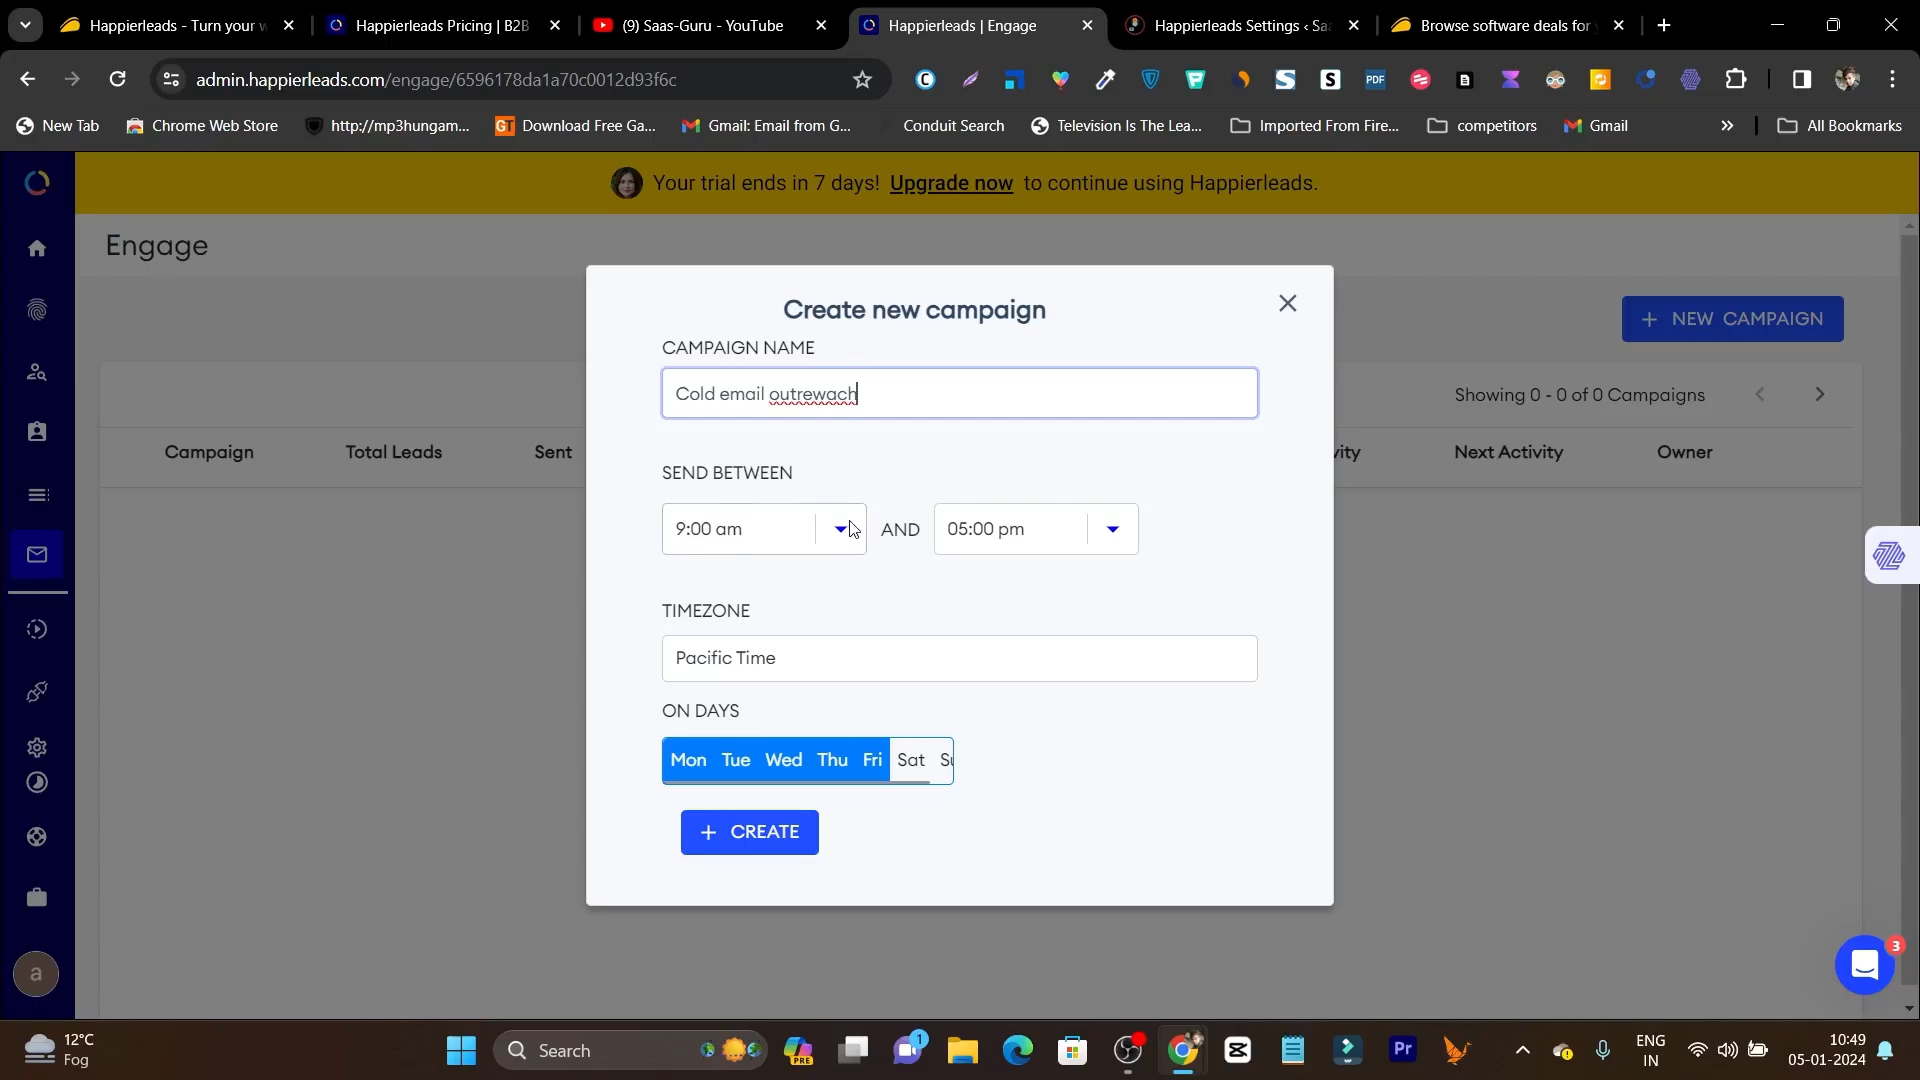 Happierleads - Turn your w
Happierleads Pricing | B2B
(9) Saas-Guru - YouTube
Happierleads | Engage
Happierleads Settings ‹ Saa
Browse software deals for y
admin.happierleads.com/engage/6596178da1a70c0012d93f6c
New Tab
Chrome Web Store
http://mp3hungam...
Download Free Ga...
Gmail: Email from G...
Conduit Search
Television Is The Lea...
Imported From Fire...
competitors
Gmail
All Bookmarks
Your trial ends in 7 days! Upgrade now to continue using Happierleads.
Engage
Create new campaign
+ NEW CAMPAIGN
CAMPAIGN NAME
Cold email outrewach
Showing 0 - 0 of 0 Campaigns
Campaign
Total Leads
Sent
vity
Next Activity
Owner
SEND BETWEEN
9:00 am
AND
05:00 pm
TIMEZONE
Pacific Time
ON DAYS
Mon Tue Wed Thu Fri Sat Su
+ CREATE
a
3
12°C
Fog
Search
PRE
1
Pr
ENG
IN
10:49
05-01-2024